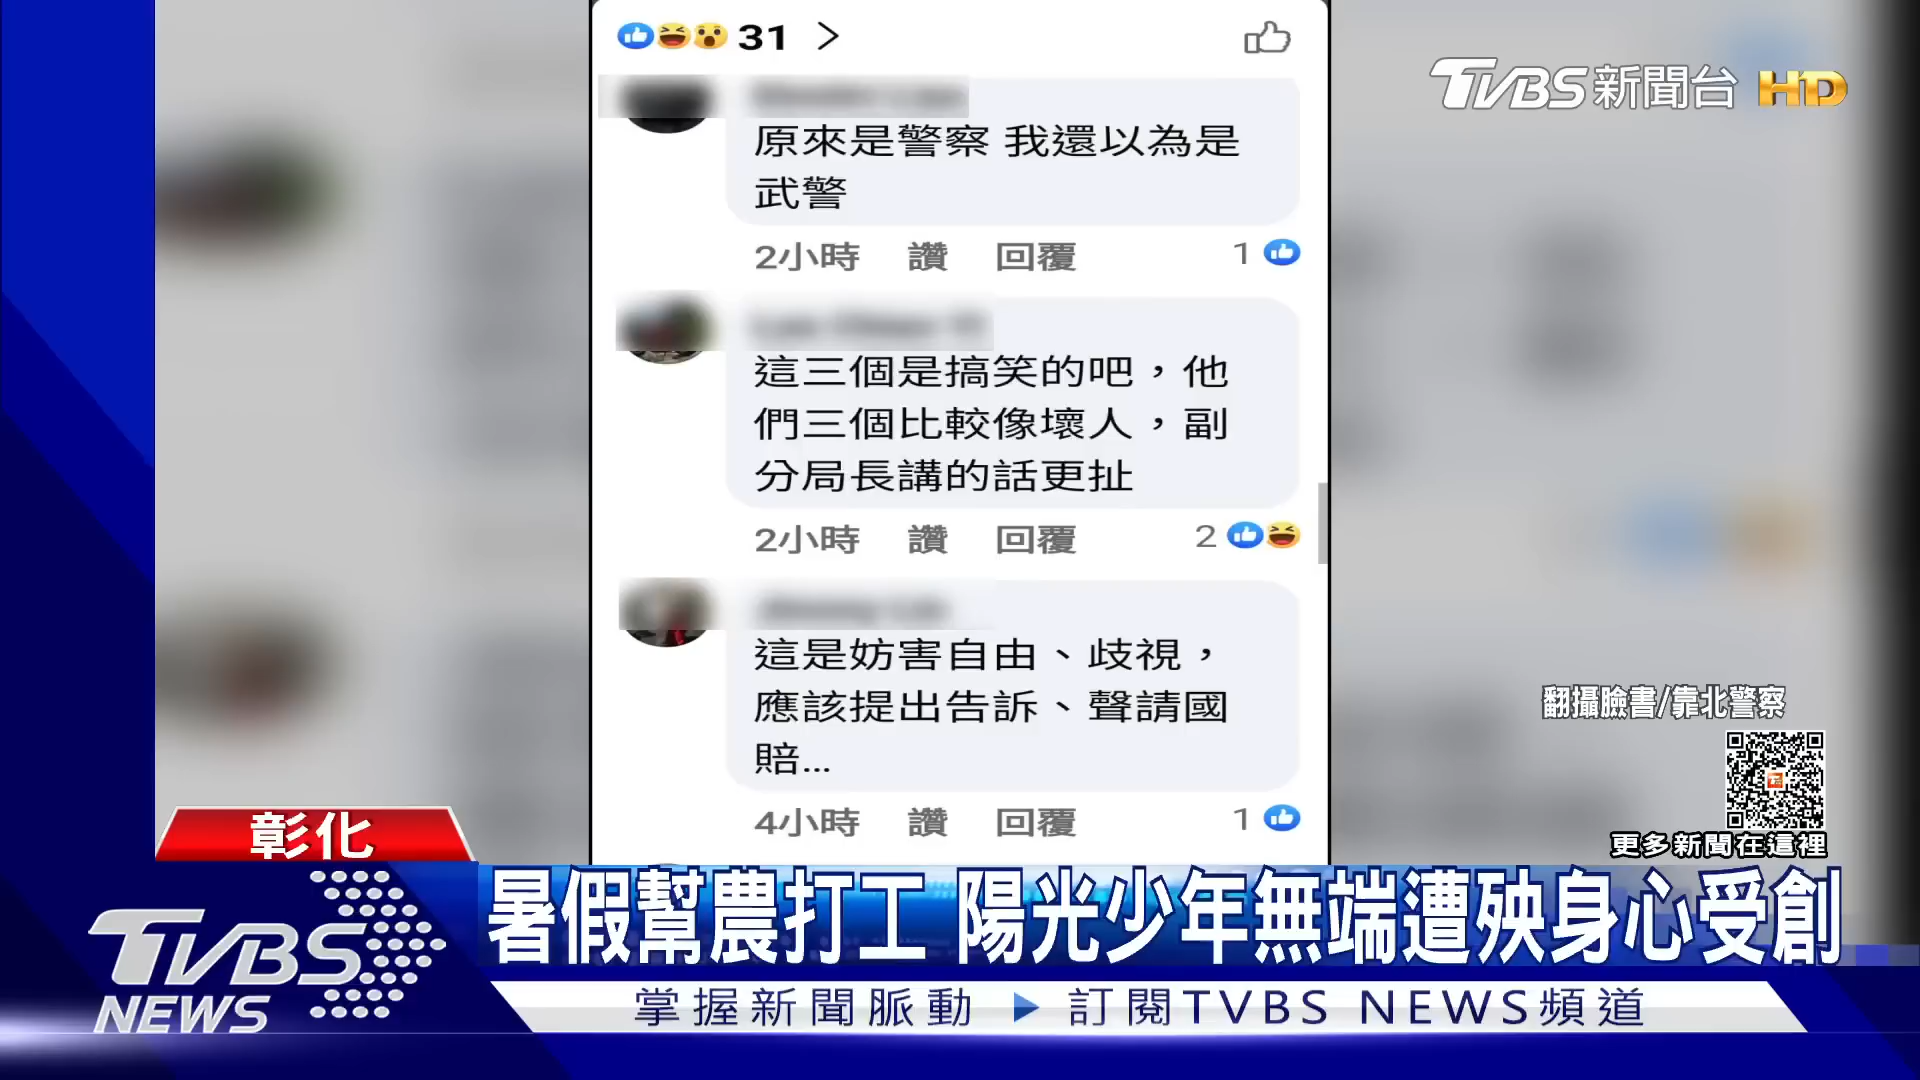 31
TVBS新聞台 HD
原來是警察 我還以為是
武警
2小時 讚 回覆 1
這三個是搞笑的吧，他
們三個比較像壞人，副
分局長講的話更扯
2小時 讚 回覆 2
這是妨害自由、歧視，
應該提出告訴、聲請國
賠...
4小時 讚 回覆 1
翻攝臉書/靠北警察
更多新聞在這裡
彰化
暑假幫農打工 陽光少年無端遭殃身心受創
TVBS
NEWS
掌握新聞脈動 ▶ 訂閱TVBS NEWS頻道